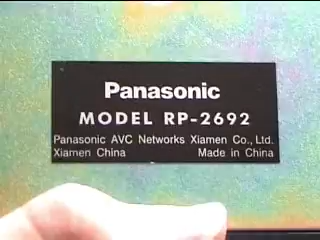 Panasonic
MODEL RP-2692
Panasonic AVC Networks Xiamen Co., Ltd.
Xiamen China Made in China